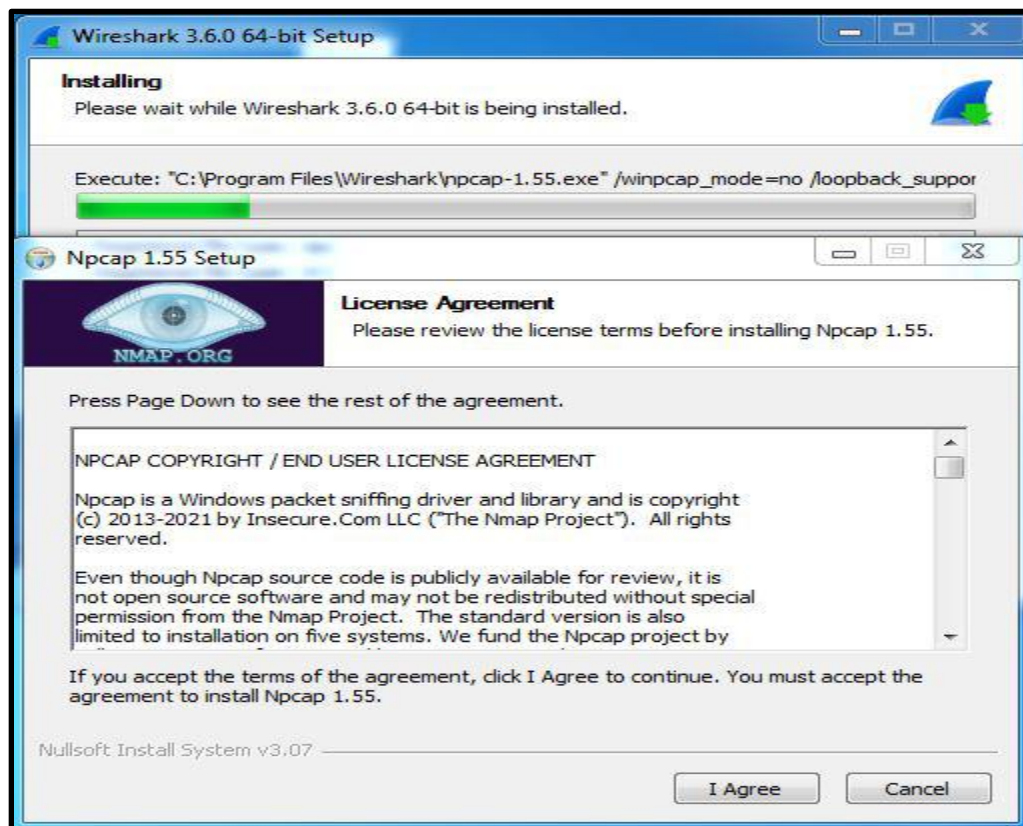 Wireshark 3.6.0 64-bit Setup
Installing
Please wait while Wireshark 3.6.0 64-bit is being installed.
Execute: "C:\Program Files\Wireshark\npcap-1.55.exe" /winpcap_mode=no /loopback_suppor
Npcap 1.55 Setup
NMAP.ORG
License Agreement
Please review the license terms before installing Npcap 1.55.
Press Page Down to see the rest of the agreement.
NPCAP COPYRIGHT / END USER LICENSE AGREEMENT
Npcap is a Windows packet sniffing driver and library and is copyright
(c) 2013-2021 by Insecure.Com LLC ("The Nmap Project").  All rights
reserved.
Even though Npcap source code is publicly available for review, it is
not open source software and may not be redistributed without special
permission from the Nmap Project.  The standard version is also
limited to installation on five systems. We fund the Npcap project by
If you accept the terms of the agreement, click I Agree to continue. You must accept the
agreement to install Npcap 1.55.
Nullsoft Install System v3.07
I Agree
Cancel